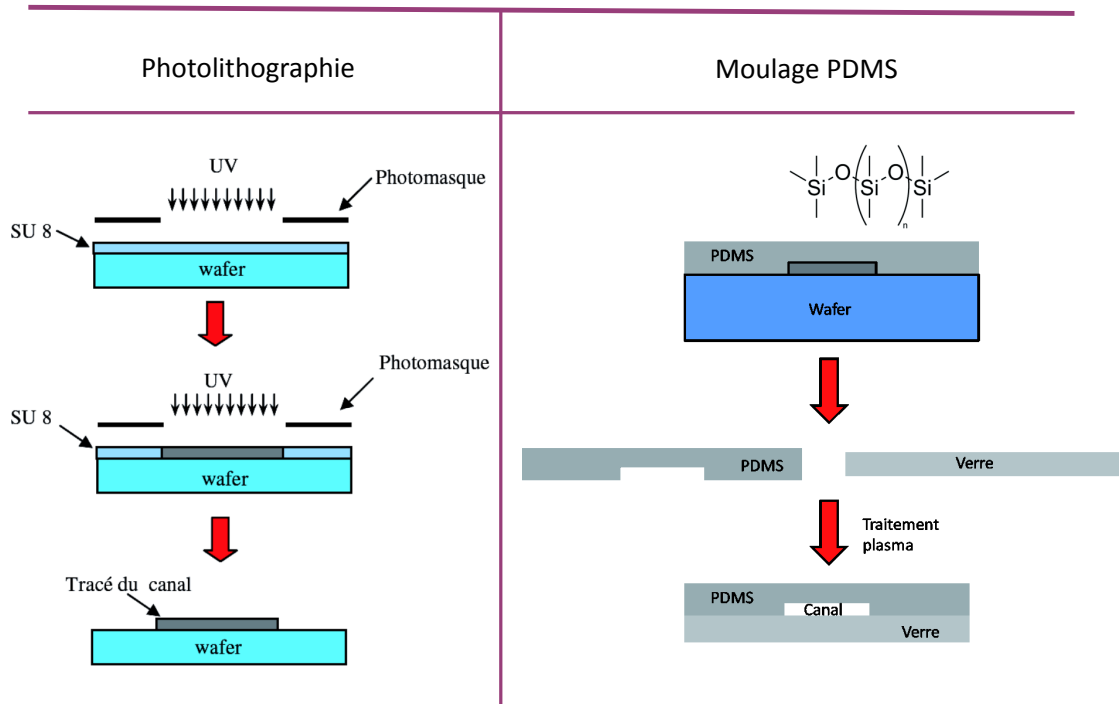 Photolithographie
UV
Photomasque
SU 8
wafer
UV
Photomasque
SU 8
wafer
Tracé du canal
wafer
Moulage PDMS
Si O Si O Si
n
PDMS
Wafer
PDMS
Verre
Traitement
plasma
PDMS
Canal
Verre